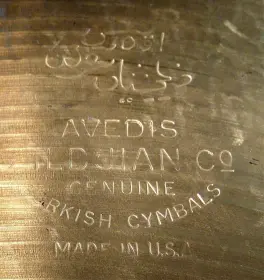 AVEDIS
ILDJIAN Cº
GENUINE
RKISH CYMBALS
MADE IN U.S.A.